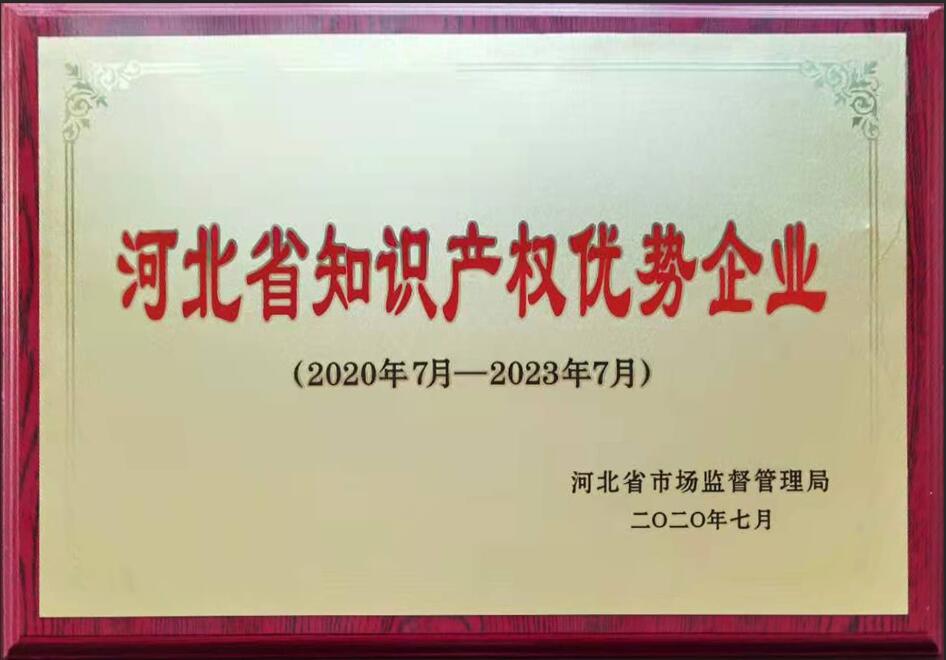 河北省知识产权优势企业
(2020年7月—2023年7月)
河北省市场监督管理局
二〇二〇年七月